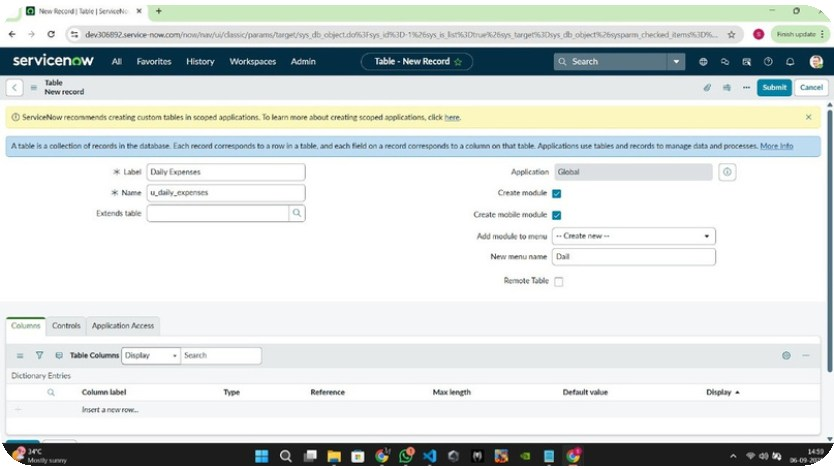 New Record | Table | ServiceNo
dev306892.service-now.com/now/nav/ui/classic/params/target/sys_db_object.do%3Fsys_id%3D-1%26sys_is_list%3Dtrue%26sys_target%3Dsys_db_object%26sysparm_checked_items%3D%... S Finish update
servicenow All Favorites History Workspaces Admin Table - New Record Search
Table
New record
Submit Cancel
ServiceNow recommends creating custom tables in scoped applications. To learn more about creating scoped applications, click here.
A table is a collection of records in the database. Each record corresponds to a row in a table, and each field on a record corresponds to a column on that table. Applications use tables and records to manage data and processes. More Info
Label Daily Expenses Application Global
Name u_daily_expenses Create module
Extends table Create mobile module
Add module to menu -- Create new --
New menu name Dail
Remote Table
Columns Controls Application Access
Table Columns Display Search
Dictionary Entries
Column label Type Reference Max length Default value Display
Insert a new row...
34°C 14:59
Mostly sunny